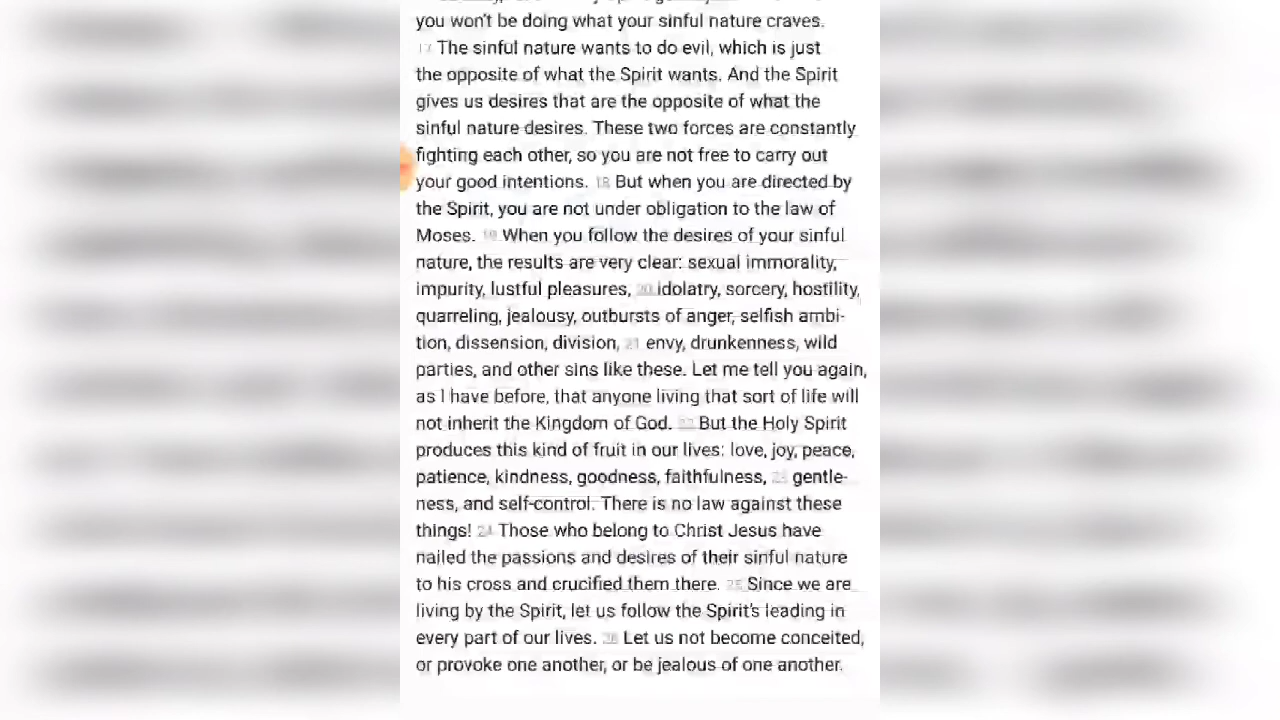 you won't be doing what your sinful nature craves.
17 The sinful nature wants to do evil, which is just
the opposite of what the Spirit wants. And the Spirit
gives us desires that are the opposite of what the
sinful nature desires. These two forces are constantly
fighting each other, so you are not free to carry out
your good intentions. 18 But when you are directed by
the Spirit, you are not under obligation to the law of
Moses. 19 When you follow the desires of your sinful
nature, the results are very clear: sexual immorality,
impurity, lustful pleasures, 20 idolatry, sorcery, hostility,
quarreling, jealousy, outbursts of anger, selfish ambi-
tion, dissension, division, 21 envy, drunkenness, wild
parties, and other sins like these. Let me tell you again,
as I have before, that anyone living that sort of life will
not inherit the Kingdom of God. 22 But the Holy Spirit
produces this kind of fruit in our lives: love, joy, peace,
patience, kindness, goodness, faithfulness, 23 gentle-
ness, and self-control. There is no law against these
things! 24 Those who belong to Christ Jesus have
nailed the passions and desires of their sinful nature
to his cross and crucified them there. 25 Since we are
living by the Spirit, let us follow the Spirit's leading in
every part of our lives. 26 Let us not become conceited,
or provoke one another, or be jealous of one another.